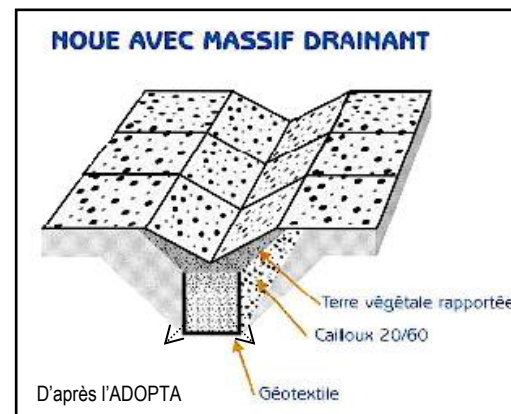 NOUE AVEC MASSIF DRAINANT
Terre végétale rapportée
Cailloux 20/60
Géotextile
D'après l'ADOPTA